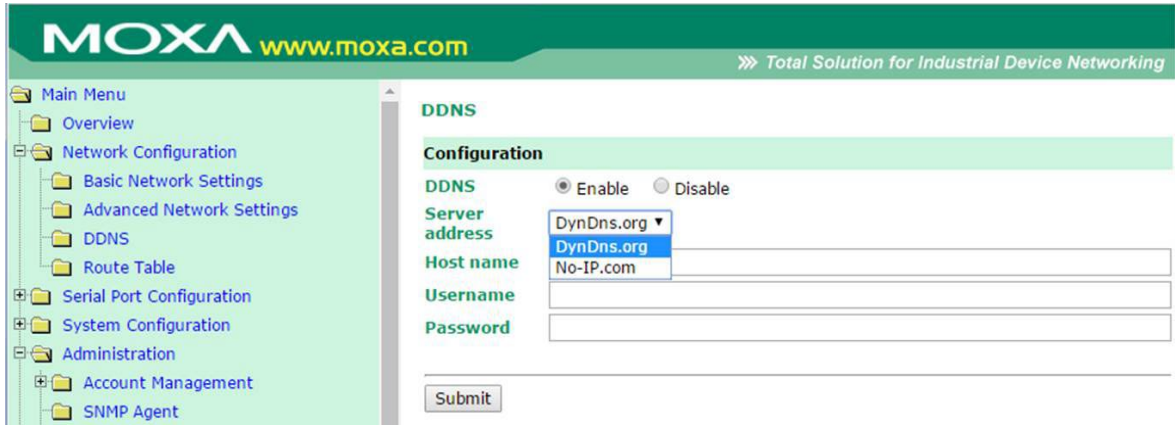 MOXA www.moxa.com
Total Solution for Industrial Device Networking
Main Menu
Overview
Network Configuration
Basic Network Settings
Advanced Network Settings
DDNS
Route Table
Serial Port Configuration
System Configuration
Administration
Account Management
SNMP Agent
DDNS
Configuration
DDNS Enable Disable
Server address DynDns.org
DynDns.org
No-IP.com
Host name
Username
Password
Submit